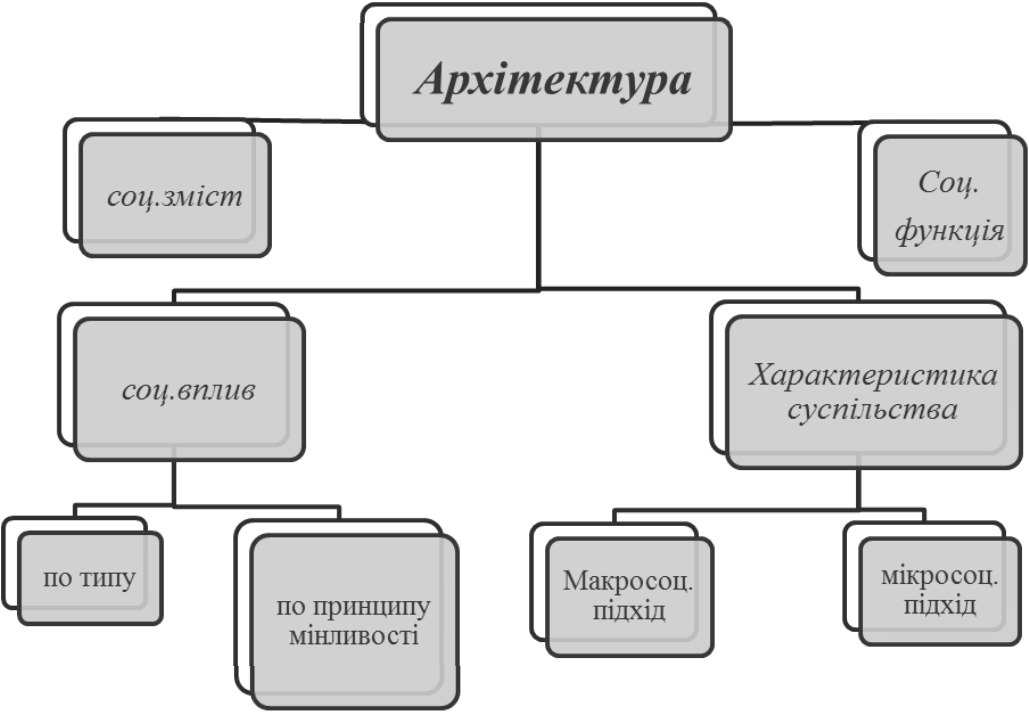 Архітектура
соц.зміст
Соц.
функція
соц.вплив
Характеристика
суспільства
по типу
по принципу
мінливості
Макросоц.
підхід
мікросоц.
підхід